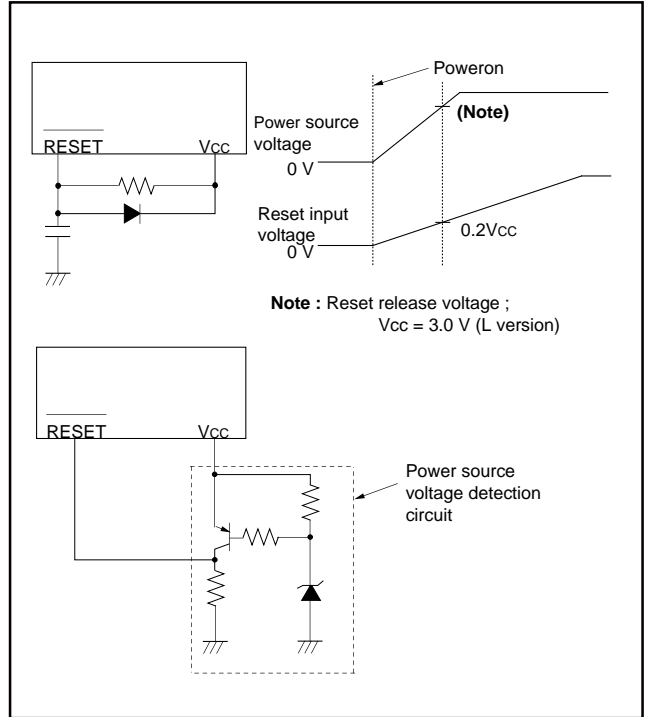 Poweron
(Note)
Power source
voltage
0 V
RESET VCC
Reset input
voltage
0 V
0.2VCC
Note : Reset release voltage ;
Vcc = 3.0 V (L version)
RESET VCC
Power source
voltage detection
circuit